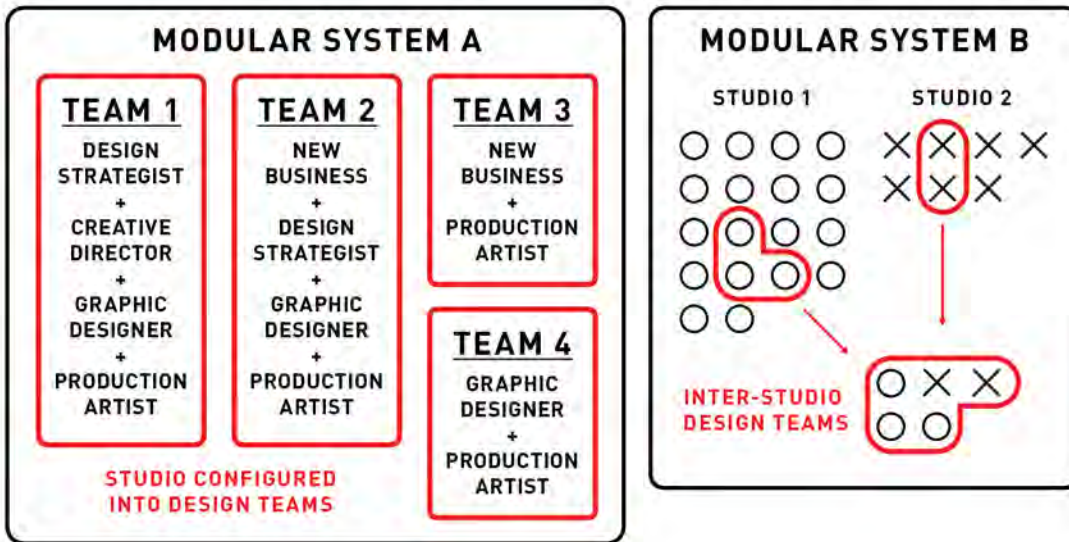 MODULAR SYSTEM A
TEAM 1
DESIGN
STRATEGIST
+
CREATIVE
DIRECTOR
+
GRAPHIC
DESIGNER
+
PRODUCTION
ARTIST
TEAM 2
NEW
BUSINESS
+
DESIGN
STRATEGIST
+
GRAPHIC
DESIGNER
+
PRODUCTION
ARTIST
TEAM 3
NEW
BUSINESS
+
PRODUCTION
ARTIST
TEAM 4
GRAPHIC
DESIGNER
+
PRODUCTION
ARTIST
STUDIO CONFIGURED
INTO DESIGN TEAMS
MODULAR SYSTEM B
STUDIO 1
STUDIO 2
INTER-STUDIO
DESIGN TEAMS